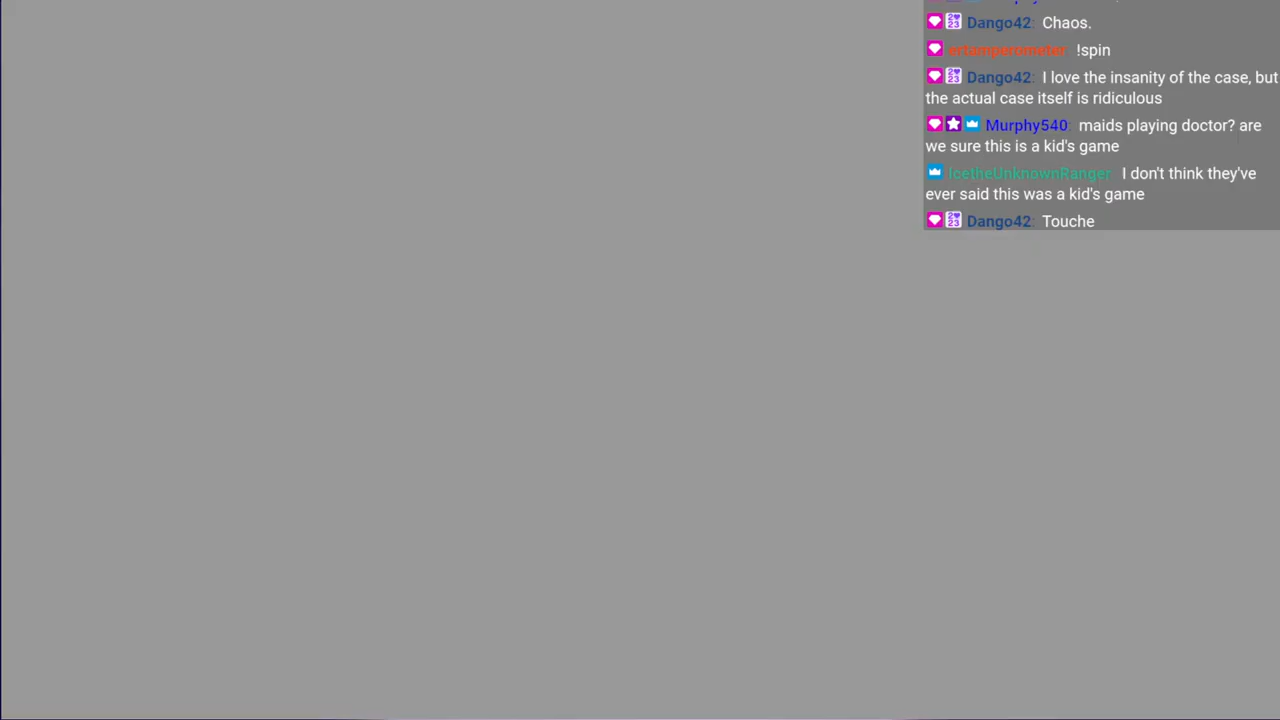 Dango42: Chaos.
!spin
Dango42: I love the insanity of the case, but
the actual case itself is ridiculous
Murphy540: maids playing doctor? are
we sure this is a kid's game
IcetheUnknownRanger: I don't think they've
ever said this was a kid's game
Dango42: Touche